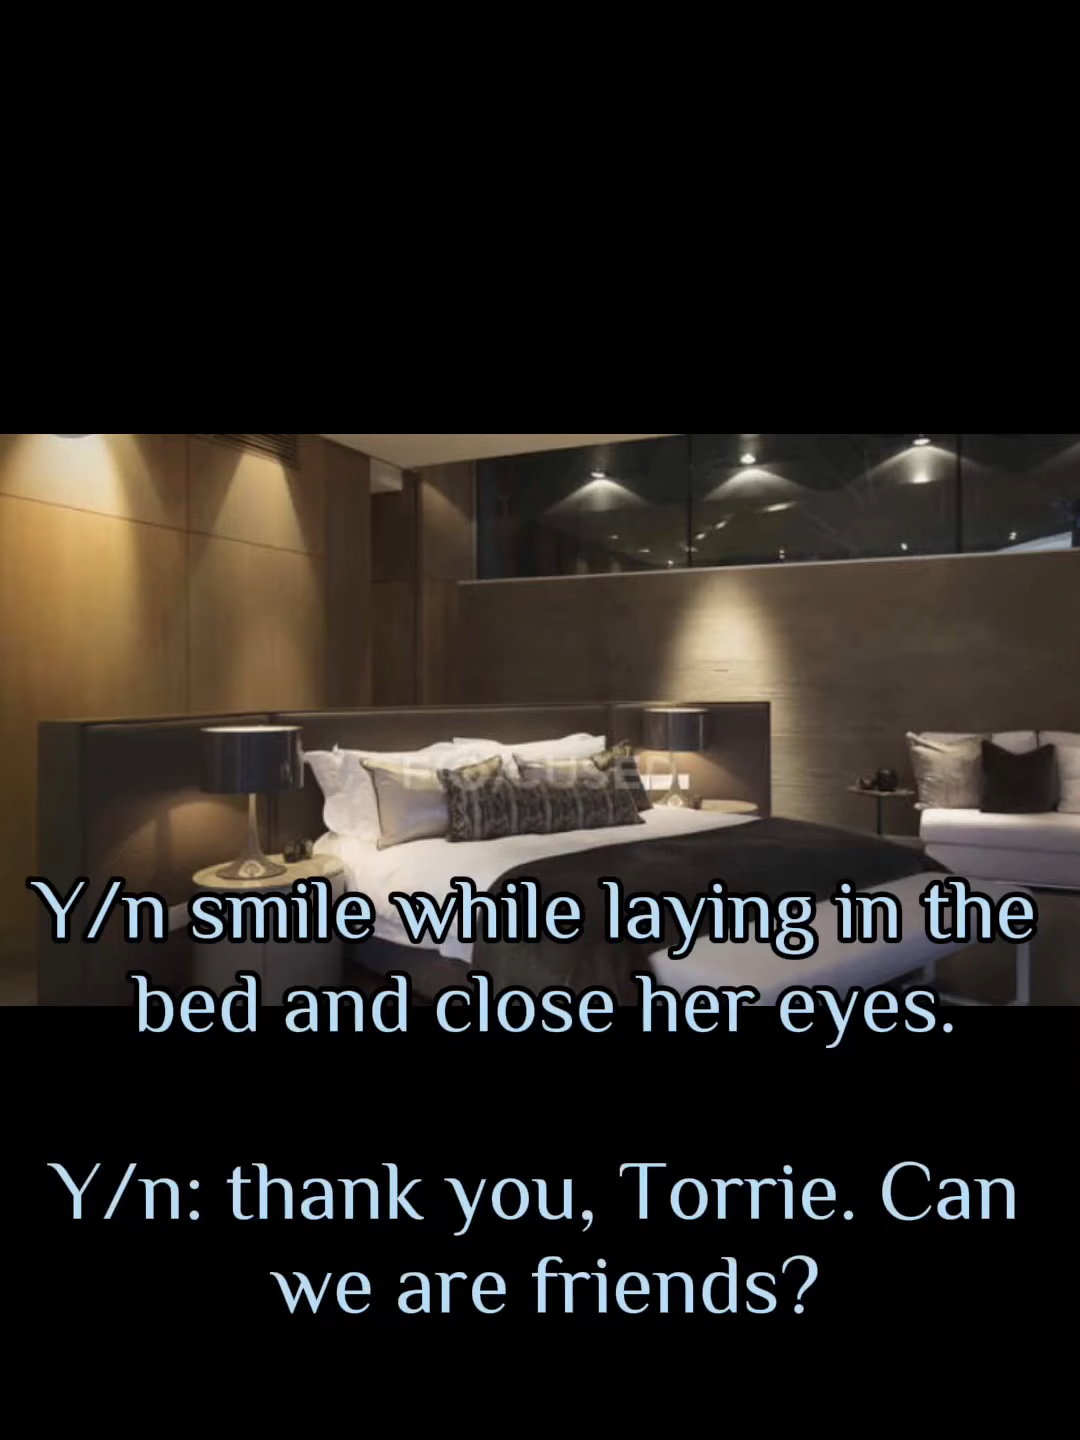 Y/n smile while laying in the
bed and close her eyes.
Y/n: thank you, Torrie. Can
we are friends?